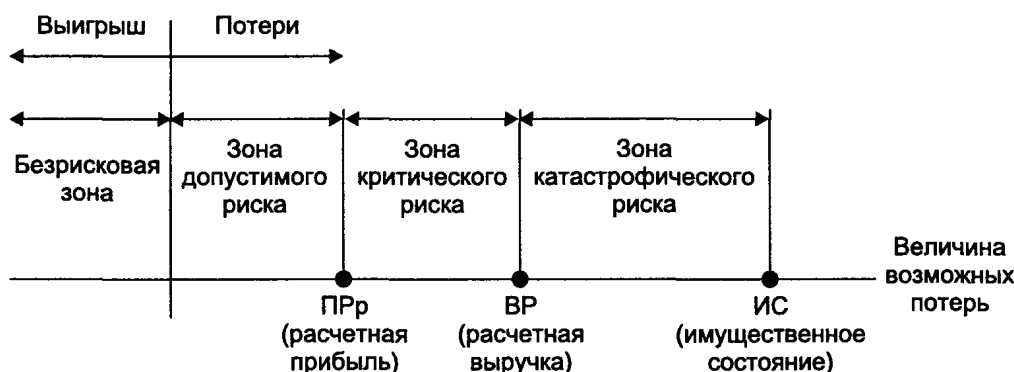 Выигрыш Потери
Безрисковая
зона
Зона
допустимого
риска
Зона
критического
риска
Зона
катастрофического
риска
Величина
возможных
потерь
ПРр
(расчетная
прибыль)
ВР
(расчетная
выручка)
ИС
(имущественное
состояние)